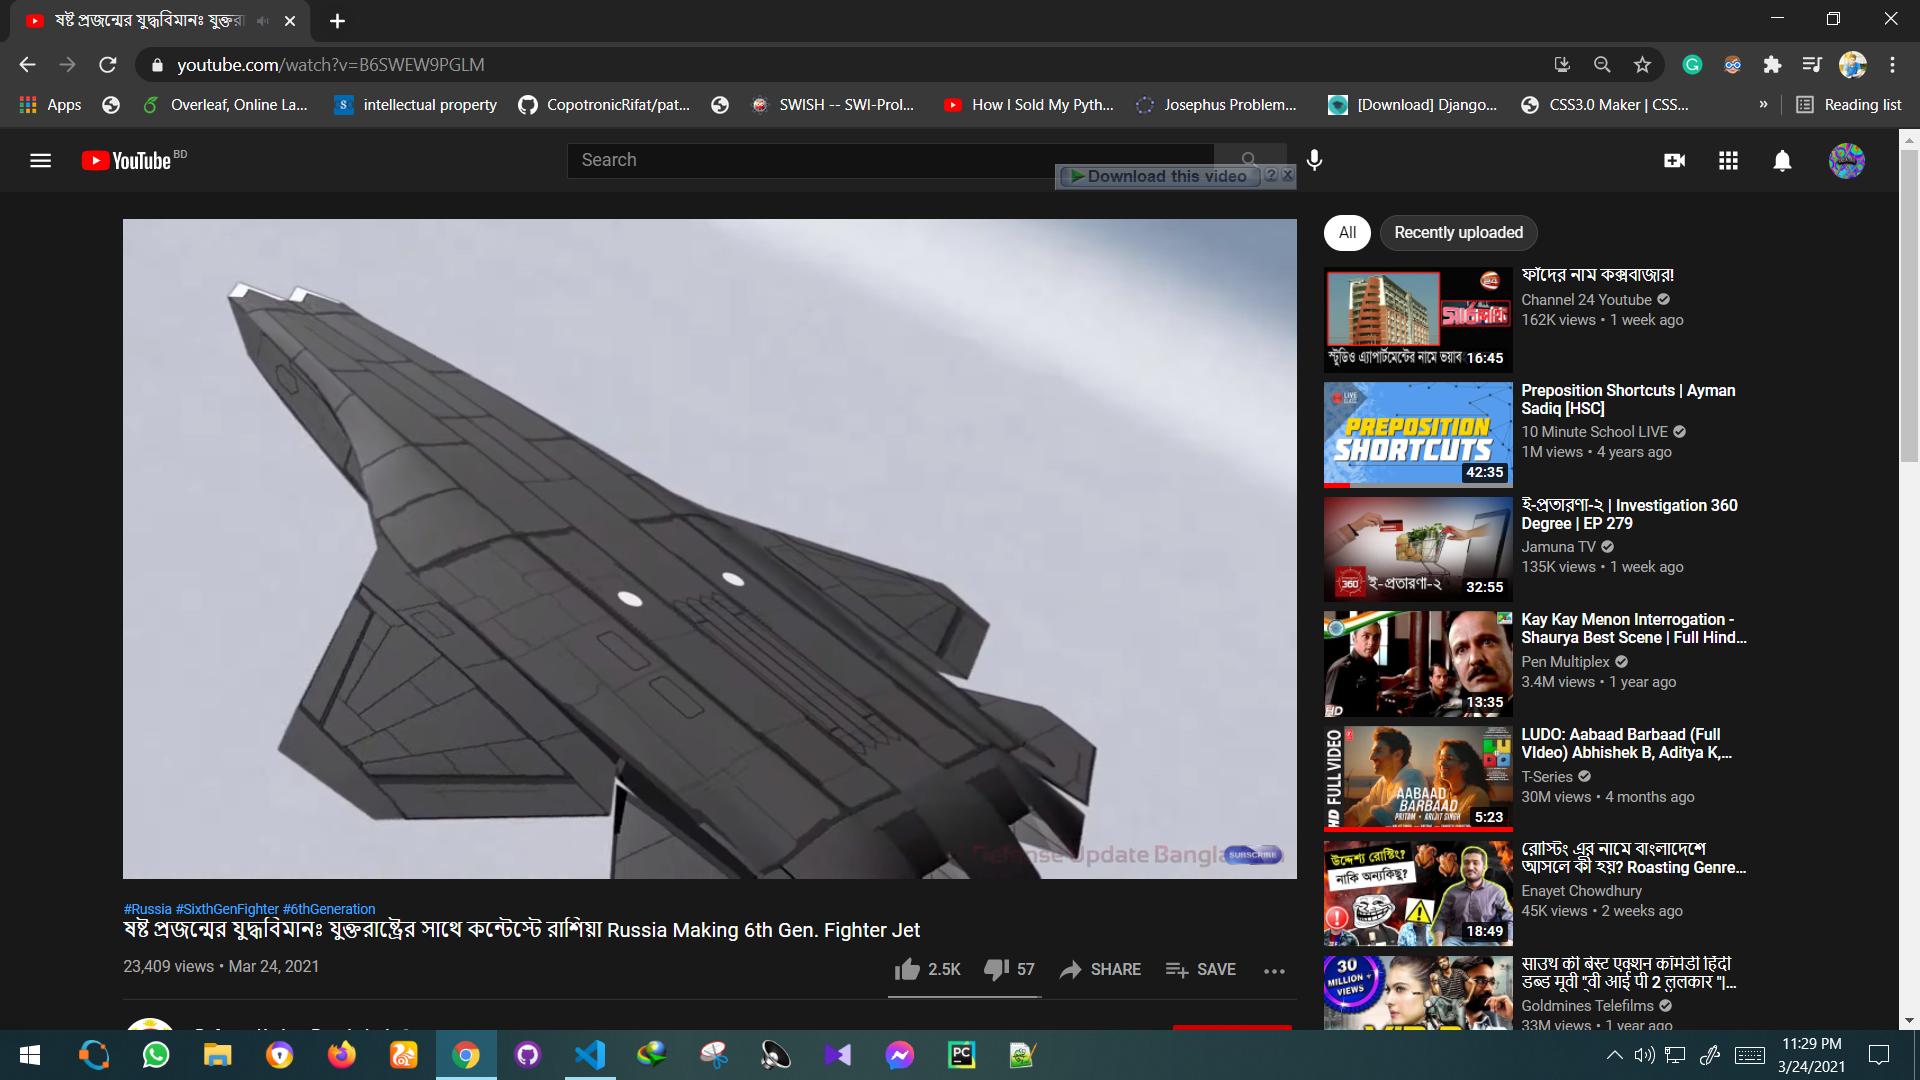 ষষ্ট প্রজন্মের যুদ্ধবিমানঃ যুক্তরা
youtube.com/watch?v=B6SWEW9PGLM
Apps
Overleaf, Online La...
intellectual property
CopotronicRifat/pat...
SWISH -- SWI-Prol...
How I Sold My Pyth...
Josephus Problem...
[Download] Django...
CSS3.0 Maker | CSS...
»
Reading list
YouTube BD
Search
Download this video ? X
All
Recently uploaded
ফাঁদের নাম কক্সবাজার!
Channel 24 Youtube
162K views • 1 week ago
24
সার্চলাইট
স্টুডিও এ্যাপার্টমেন্টের নামে ভয়াব
16:45
LIVE
PREPOSITION
SHORTCUTS
42:35
Preposition Shortcuts | Ayman
Sadiq [HSC]
10 Minute School LIVE
1M views • 4 years ago
360 ই-প্রতারণা-২
32:55
ই-প্রতারণা-২ | Investigation 360
Degree | EP 279
Jamuna TV
135K views • 1 week ago
HD
13:35
Kay Kay Menon Interrogation -
Shaurya Best Scene | Full Hind...
Pen Multiplex
3.4M views • 1 year ago
HD FULL VIDEO
AABAAD
BARBAAD
PRITAM • ARIJIT SINGH
5:23
LUDO: Aabaad Barbaad (Full
VIdeo) Abhishek B, Aditya K,...
T-Series
30M views • 4 months ago
উদ্দেশ্য রোস্টিং?
নাকি অন্যকিছু?
18:49
রোস্টিং এর নামে বাংলাদেশে
আসলে কী হয়? Roasting Genre...
Enayet Chowdhury
45K views • 2 weeks ago
30
MILLION +
VIEWS
साउथ की बेस्ट एक्शन कॉमेडी हिंदी
डब्ड मूवी "वी आई पी 2 लुलकार "|...
Goldmines Telefilms
33M views • 1 year ago
Defense Update Bangla
SUBSCRIBE
#Russia #SixthGenFighter #6thGeneration
ষষ্ট প্রজন্মের যুদ্ধবিমানঃ যুক্তরাষ্ট্রের সাথে কন্টেস্টে রাশিয়া Russia Making 6th Gen. Fighter Jet
23,409 views • Mar 24, 2021
2.5K
57
SHARE
SAVE
11:29 PM
3/24/2021